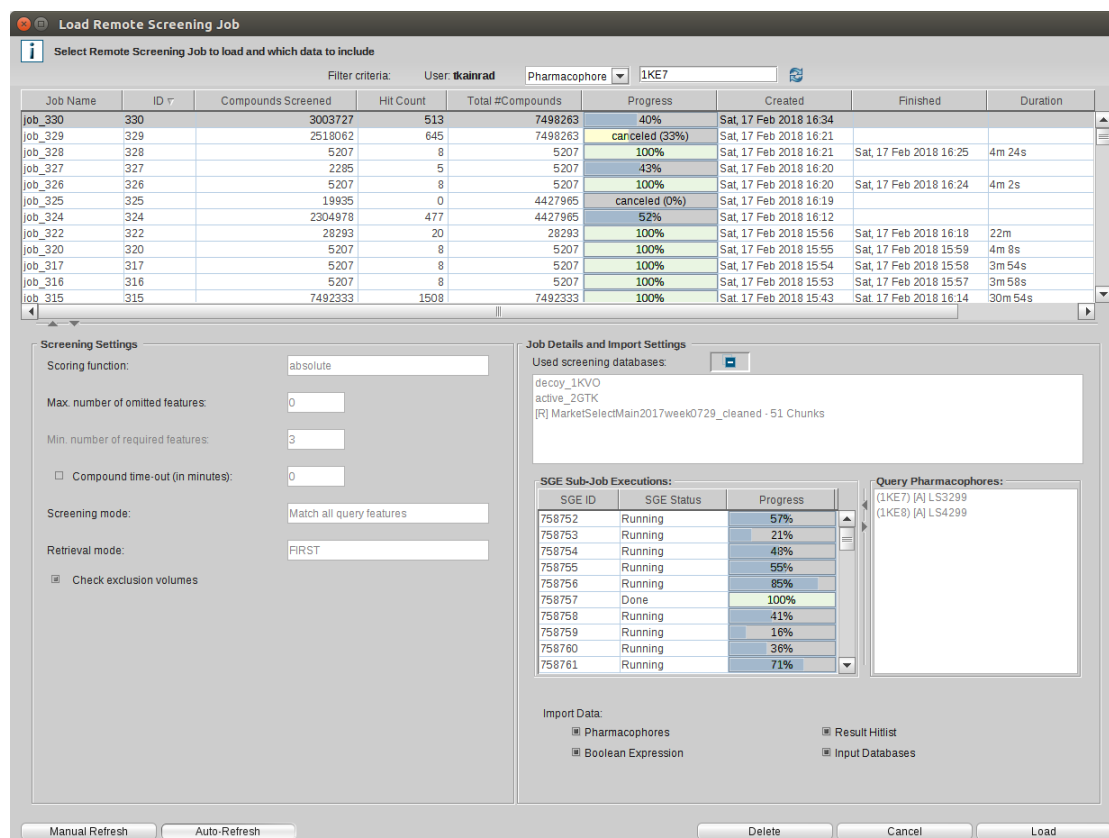 Load Remote Screening Job
i Select Remote Screening Job to load and which data to include
Filter criteria: User: tkainrad Pharmacophore 1KE7
Job Name ID Compounds Screened Hit Count Total #Compounds Progress Created Finished Duration
job_330 330 3003727 513 7498263 40% Sat, 17 Feb 2018 16:34
job_329 329 2518062 645 7498263 canceled (33%) Sat, 17 Feb 2018 16:21
job_328 328 5207 8 5207 100% Sat, 17 Feb 2018 16:21 Sat, 17 Feb 2018 16:25 4m 24s
job_327 327 2285 5 5207 43% Sat, 17 Feb 2018 16:20
job_326 326 5207 8 5207 100% Sat, 17 Feb 2018 16:20 Sat, 17 Feb 2018 16:24 4m 2s
job_325 325 19935 0 4427965 canceled (0%) Sat, 17 Feb 2018 16:19
job_324 324 2304978 477 4427965 52% Sat, 17 Feb 2018 16:12
job_322 322 28293 20 28293 100% Sat, 17 Feb 2018 15:56 Sat, 17 Feb 2018 16:18 22m
job_320 320 5207 8 5207 100% Sat, 17 Feb 2018 15:55 Sat, 17 Feb 2018 15:59 4m 8s
job_317 317 5207 8 5207 100% Sat, 17 Feb 2018 15:54 Sat, 17 Feb 2018 15:58 3m 54s
job_316 316 5207 8 5207 100% Sat, 17 Feb 2018 15:53 Sat, 17 Feb 2018 15:57 3m 58s
job_315 315 7492333 1508 7492333 100% Sat, 17 Feb 2018 15:43 Sat, 17 Feb 2018 16:14 30m 54s
Screening Settings
Scoring function: absolute
Max. number of omitted features: 0
Min. number of required features: 3
Compound time-out (in minutes): 0
Screening mode: Match all query features
Retrieval mode: FIRST
Check exclusion volumes
Job Details and Import Settings
Used screening databases:
decoy_1KVO
active_2GTK
[R] MarketSelectMain2017week0729_cleaned - 51 Chunks
SGE Sub-Job Executions:
SGE ID SGE Status Progress
758752 Running 57%
758753 Running 21%
758754 Running 48%
758755 Running 55%
758756 Running 85%
758757 Done 100%
758758 Running 41%
758759 Running 16%
758760 Running 36%
758761 Running 71%
Query Pharmacophores:
(1KE7) [A] LS3299
(1KE8) [A] LS4299
Import Data:
Pharmacophores Result Hitlist
Boolean Expression Input Databases
Manual Refresh Auto-Refresh Delete Cancel Load